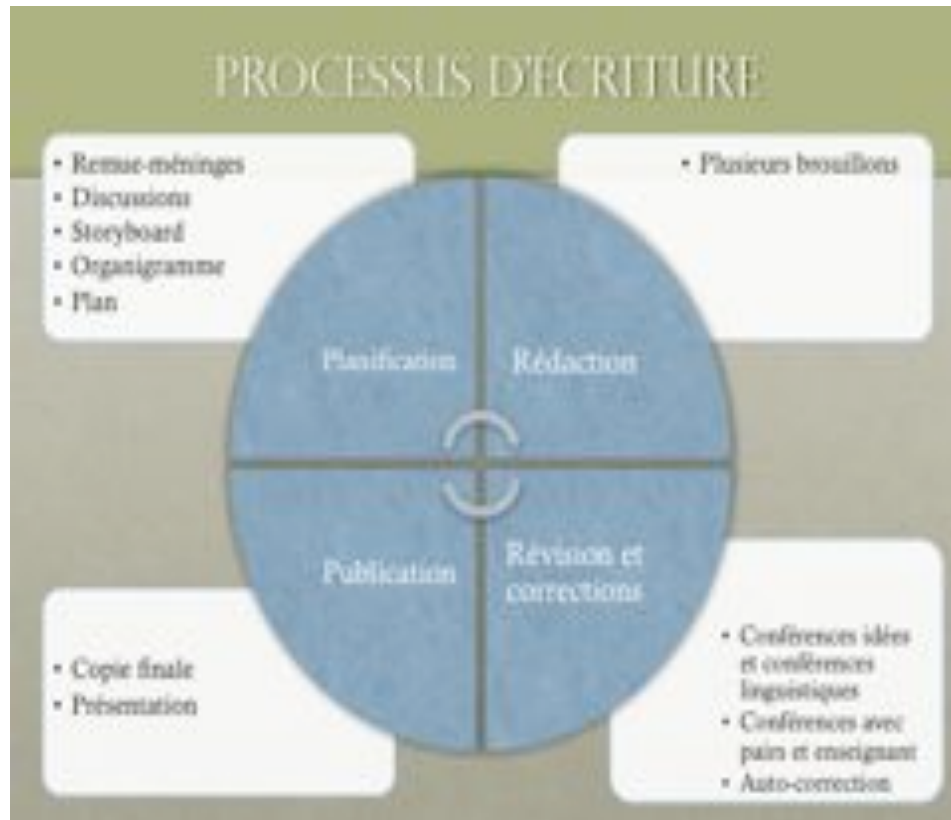 PROCESSUS D'ÉCRITURE
• Remue-méninges
• Discussions
• Storyboard
• Organigramme
• Plan
• Plusieurs brouillons
Planification
Rédaction
Publication
Révision et
corrections
• Copie finale
• Présentation
• Conférences idées
et conférences
linguistiques
• Conférences avec
pairs et enseignant
• Auto-correction